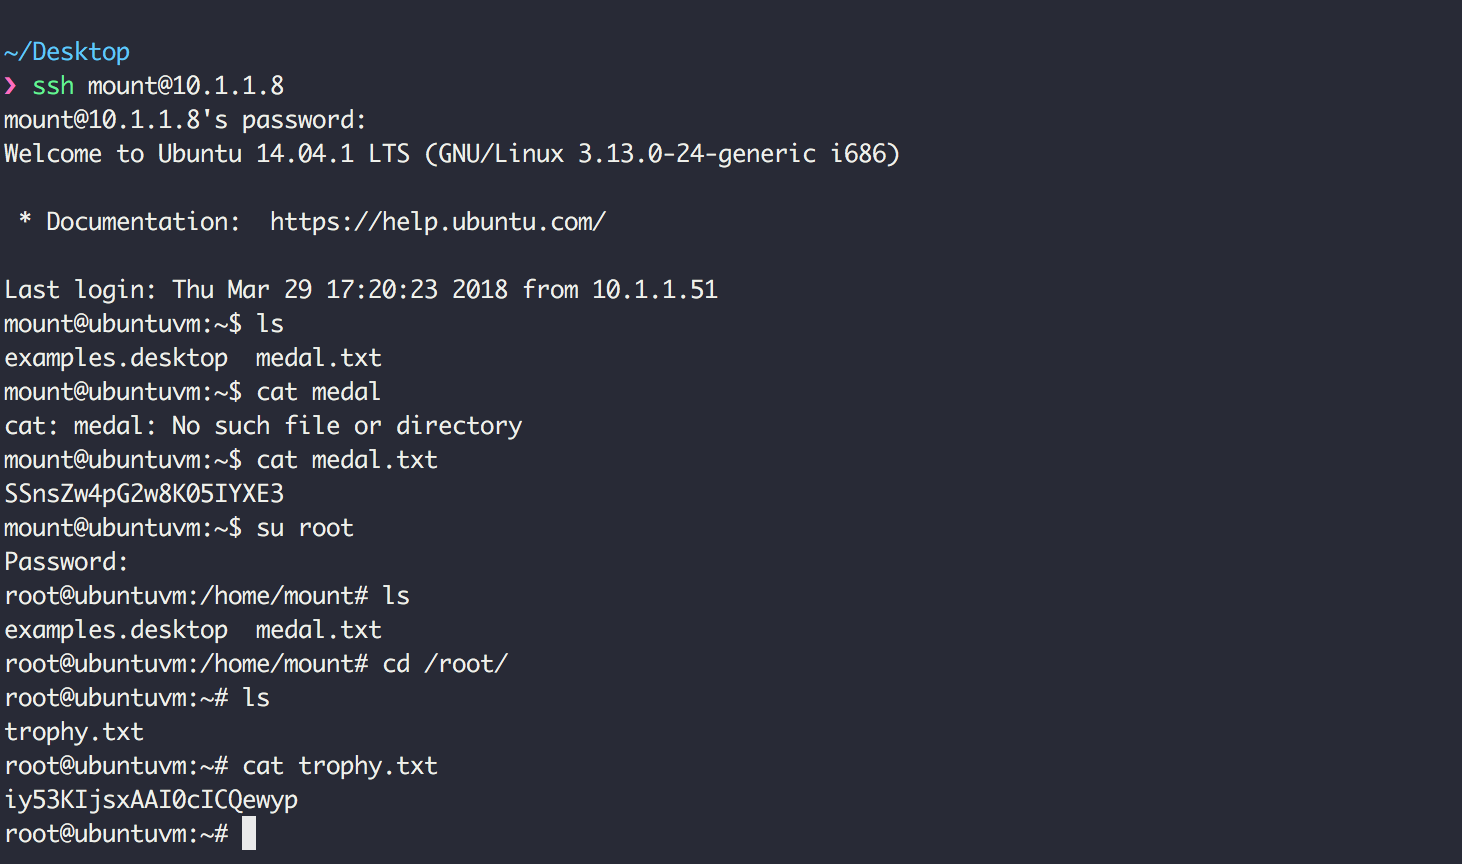 ~/Desktop
❯ ssh mount@10.1.1.8
mount@10.1.1.8's password:
Welcome to Ubuntu 14.04.1 LTS (GNU/Linux 3.13.0-24-generic i686)
 * Documentation:  https://help.ubuntu.com/
Last login: Thu Mar 29 17:20:23 2018 from 10.1.1.51
mount@ubuntuvm:~$ ls
examples.desktop  medal.txt
mount@ubuntuvm:~$ cat medal
cat: medal: No such file or directory
mount@ubuntuvm:~$ cat medal.txt
SSnsZw4pG2w8K05IYXE3
mount@ubuntuvm:~$ su root
Password:
root@ubuntuvm:/home/mount# ls
examples.desktop  medal.txt
root@ubuntuvm:/home/mount# cd /root/
root@ubuntuvm:~# ls
trophy.txt
root@ubuntuvm:~# cat trophy.txt
iy53KIjsxAAI0cICQewyp
root@ubuntuvm:~#